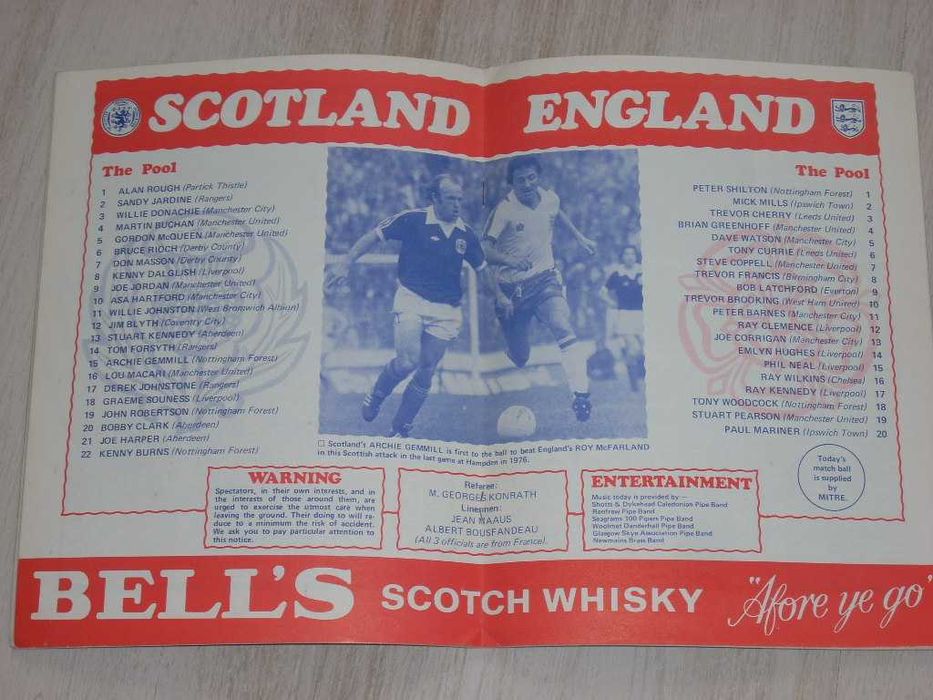 SCOTLAND
ENGLAND
The Pool
1 ALAN ROUGH (Partick Thistle)
2 SANDY JARDINE (Rangers)
3 WILLIE DONACHIE (Manchester City)
4 MARTIN BUCHAN (Manchester United)
5 GORDON McQUEEN (Manchester United)
6 BRUCE RIOCH (Derby County)
7 DON MASSON (Derby County)
8 KENNY DALGLISH (Liverpool)
9 JOE JORDAN (Manchester United)
10 ASA HARTFORD (Manchester City)
11 WILLIE JOHNSTON (West Bromwich Albion)
12 JIM BLYTH (Coventry City)
13 STUART KENNEDY (Aberdeen)
14 TOM FORSYTH (Rangers)
15 ARCHIE GEMMILL (Nottingham Forest)
16 LOU MACARI (Manchester United)
17 DEREK JOHNSTONE (Rangers)
18 GRAEME SOUNESS (Liverpool)
19 JOHN ROBERTSON (Nottingham Forest)
20 BOBBY CLARK (Aberdeen)
21 JOE HARPER (Aberdeen)
22 KENNY BURNS (Nottingham Forest)
The Pool
PETER SHILTON (Nottingham Forest) 1
MICK MILLS (Ipswich Town) 2
TREVOR CHERRY (Leeds United) 3
BRIAN GREENHOFF (Manchester United) 4
DAVE WATSON (Manchester City) 5
TONY CURRIE (Leeds United) 6
STEVE COPPELL (Manchester United) 7
TREVOR FRANCIS (Birmingham City) 8
BOB LATCHFORD (Everton) 9
TREVOR BROOKING (West Ham United) 10
PETER BARNES (Manchester City) 11
RAY CLEMENCE (Liverpool) 12
JOE CORRIGAN (Manchester City) 13
EMLYN HUGHES (Liverpool) 14
PHIL NEAL (Liverpool) 15
RAY WILKINS (Chelsea) 16
RAY KENNEDY (Liverpool) 17
TONY WOODCOCK (Nottingham Forest) 18
STUART PEARSON (Manchester United) 19
PAUL MARINER (Ipswich Town) 20
□ Scotland's ARCHIE GEMMILL is first to the ball to beat England's ROY McFARLAND
in this Scottish attack in the last game at Hampden in 1976.
WARNING
Spectators, in their own interests, and in
the interests of those around them, are
urged to exercise the utmost care when
leaving the ground. Their doing so will re-
duce to a minimum the risk of accident.
We ask you to pay particular attention to
this notice.
Referee:
M. GEORGES KONRATH
Linesmen:
JEAN MAAUS
ALBERT BOUSFANDEAU
(All 3 officials are from France).
ENTERTAINMENT
Music today is provided by :—
Shotts & Dykehead Caledonian Pipe Band
Renfrew Pipe Band
Seagrams 100 Pipers Pipe Band
Woolmet Danderhall Pipe Band
Glasgow Skye Association Pipe Band
Newmains Brass Band
Today's
match ball
is supplied
by
MITRE.
BELL'S SCOTCH WHISKY "Afore ye go"